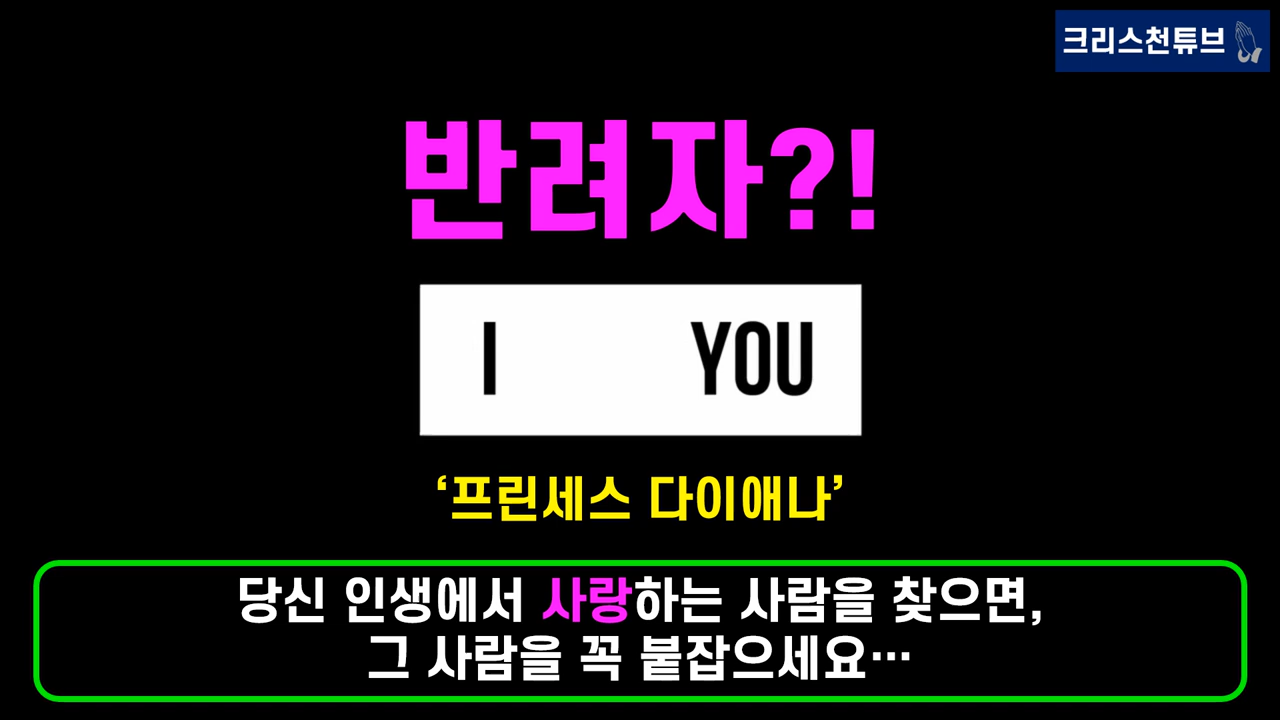 크리스천튜브
반려자?!
I YOU
‘프린세스 다이애나’
당신 인생에서 사랑하는 사람을 찾으면,
그 사람을 꼭 붙잡으세요…